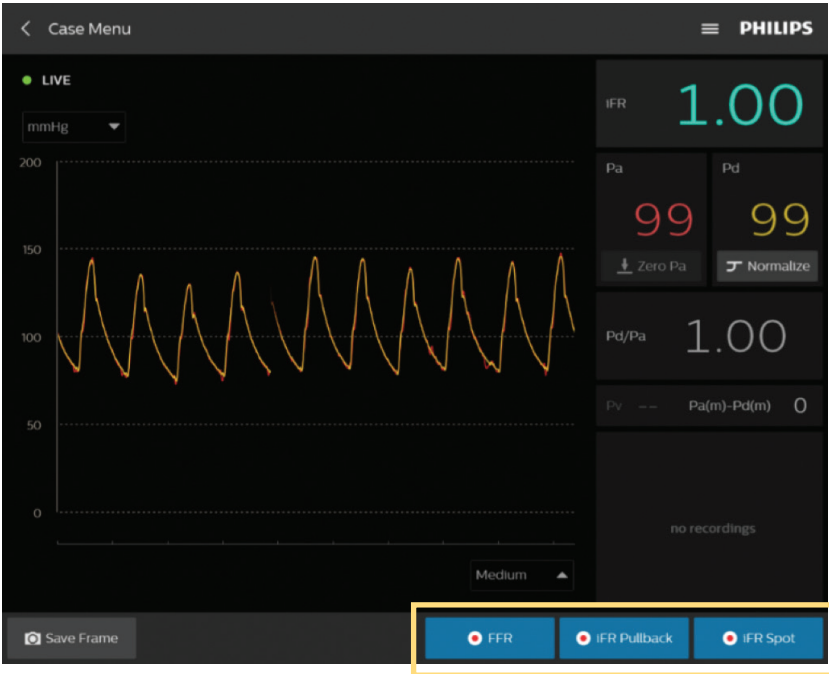 Case Menu
PHILIPS
LIVE
mmHg
200
150
100
50
0
Medium
iFR 1.00
Pa Pd
99 99
Zero Pa Normalize
Pd/Pa 1.00
Pv -- Pa(m)-Pd(m) 0
no recordings
Save Frame
FFR
iFR Pullback
iFR Spot